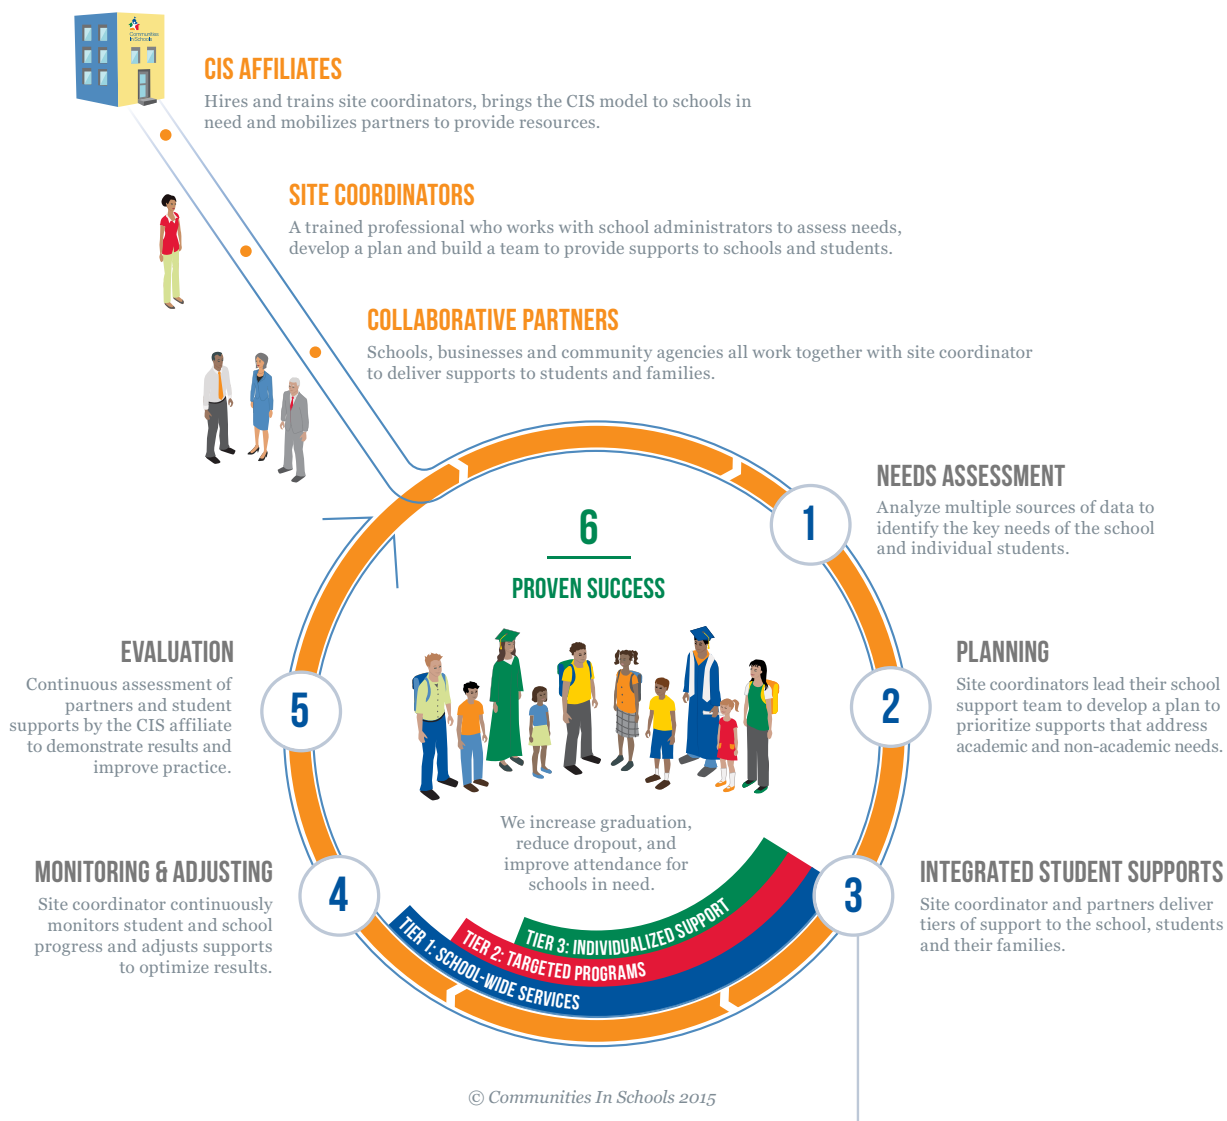 Communities
In Schools
CIS AFFILIATES
Hires and trains site coordinators, brings the CIS model to schools in
need and mobilizes partners to provide resources.
SITE COORDINATORS
A trained professional who works with school administrators to assess needs,
develop a plan and build a team to provide supports to schools and students.
COLLABORATIVE PARTNERS
Schools, businesses and community agencies all work together with site coordinator
to deliver supports to students and families.
1
NEEDS ASSESSMENT
Analyze multiple sources of data to
identify the key needs of the school
and individual students.
2
PLANNING
Site coordinators lead their school
support team to develop a plan to
prioritize supports that address
academic and non-academic needs.
3
INTEGRATED STUDENT SUPPORTS
Site coordinator and partners deliver
tiers of support to the school, students
and their families.
TIER 1: SCHOOL-WIDE SERVICES
TIER 2: TARGETED PROGRAMS
TIER 3: INDIVIDUALIZED SUPPORT
4
MONITORING & ADJUSTING
Site coordinator continuously
monitors student and school
progress and adjusts supports
to optimize results.
5
EVALUATION
Continuous assessment of
partners and student
supports by the CIS affiliate
to demonstrate results and
improve practice.
6
PROVEN SUCCESS
We increase graduation,
reduce dropout, and
improve attendance for
schools in need.
© Communities In Schools 2015